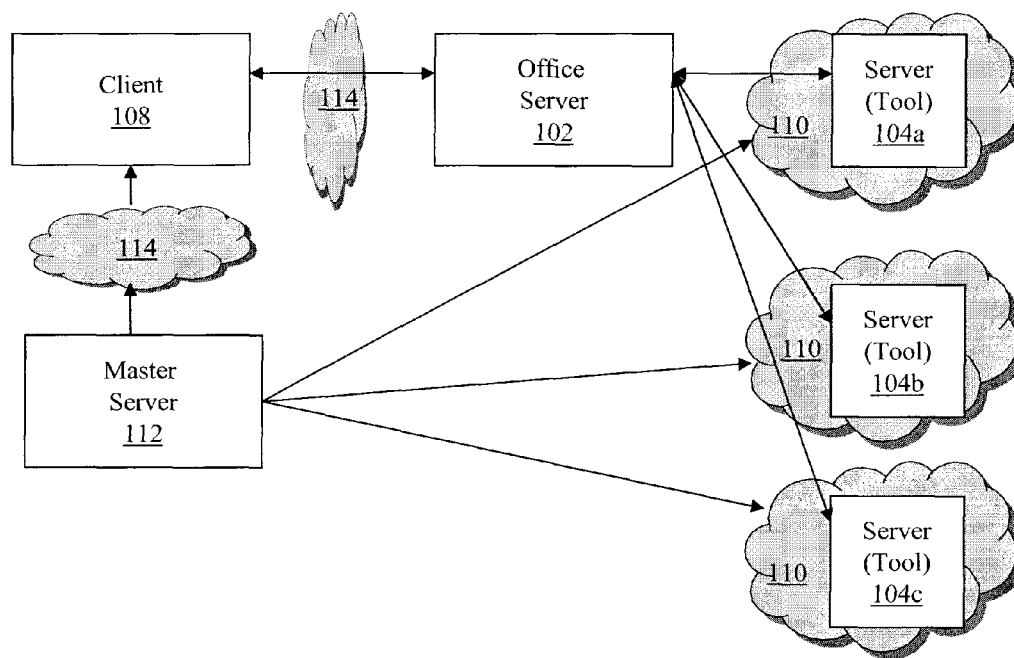 Client
108
114
Office
Server
102
110
Server
(Tool)
104a
114
Master
Server
112
110
Server
(Tool)
104b
110
Server
(Tool)
104c